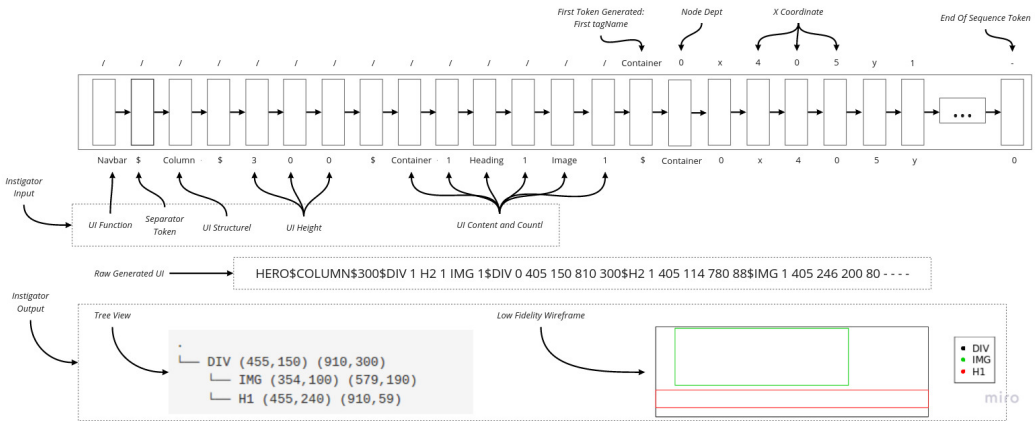 First Token Generated:
First tagName
Node Dept
X Coordinate
End Of Sequence Token
/ / / / / / / / / / / / / / Container 0 x 4 0 5 y 1 -
...
Navbar $ Column $ 3 0 0 $ Container 1 Heading 1 Image 1 $ Container 0 x 4 0 5 y 0
Instigator
Input
UI Function
Separator
Token
UI Structurel
UI Height
UI Content and Countl
Raw Generated UI
HERO$COLUMN$300$DIV 1 H2 1 IMG 1$DIV 0 405 150 810 300$H2 1 405 114 780 88$IMG 1 405 246 200 80 - - - -
Instigator
Output
Tree View
Low Fidelity Wireframe
.
└── DIV (455,150) (910,300)
└── IMG (354,100) (579,190)
└── H1 (455,240) (910,59)
DIV
IMG
H1
miro